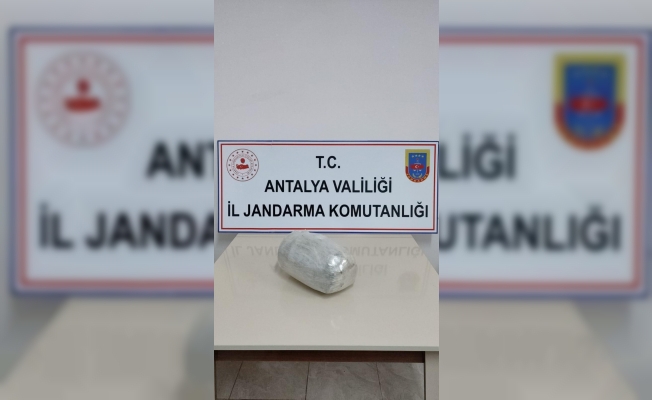 T.C.
ANTALYA VALİLİĞİ
İL JANDARMA KOMUTANLIĞI